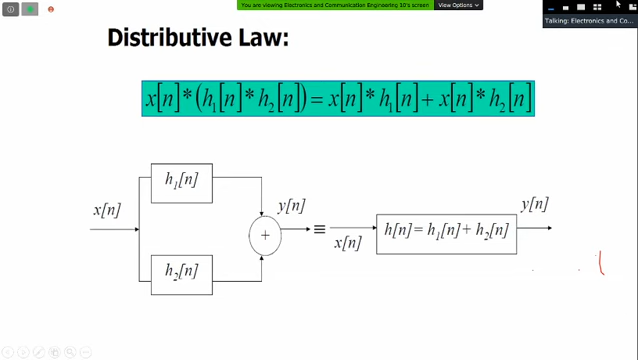 You are viewing Electronics and Communication Engineering 10's screen
View Options
Talking: Electronics and Co...
Distributive Law:
x[n]*(h₁[n]*h₂[n])= x[n]*h₁[n]+ x[n]*h₂[n]
h₁[n]
x[n]
y[n]
+
≡
x[n]
h[n]= h₁[n]+ h₂[n]
y[n]
h₂[n]